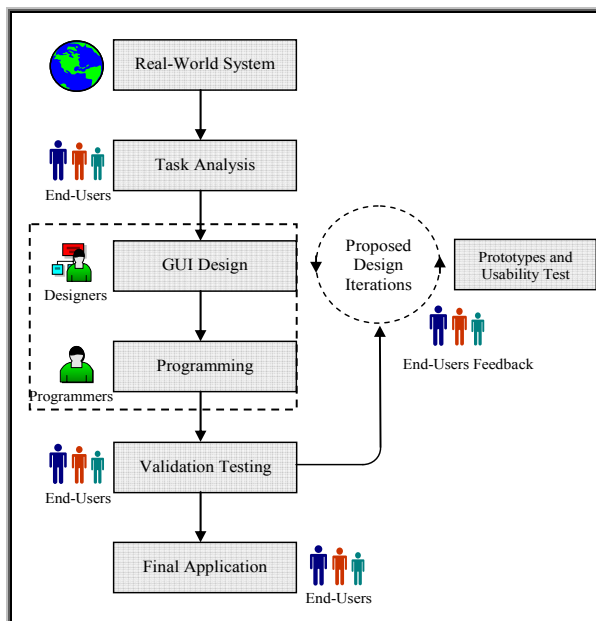 Real-World System
Task Analysis
End-Users
GUI Design
Designers
Proposed
Design
Iterations
Prototypes and
Usability Test
End-Users Feedback
Programming
Programmers
Validation Testing
End-Users
Final Application
End-Users